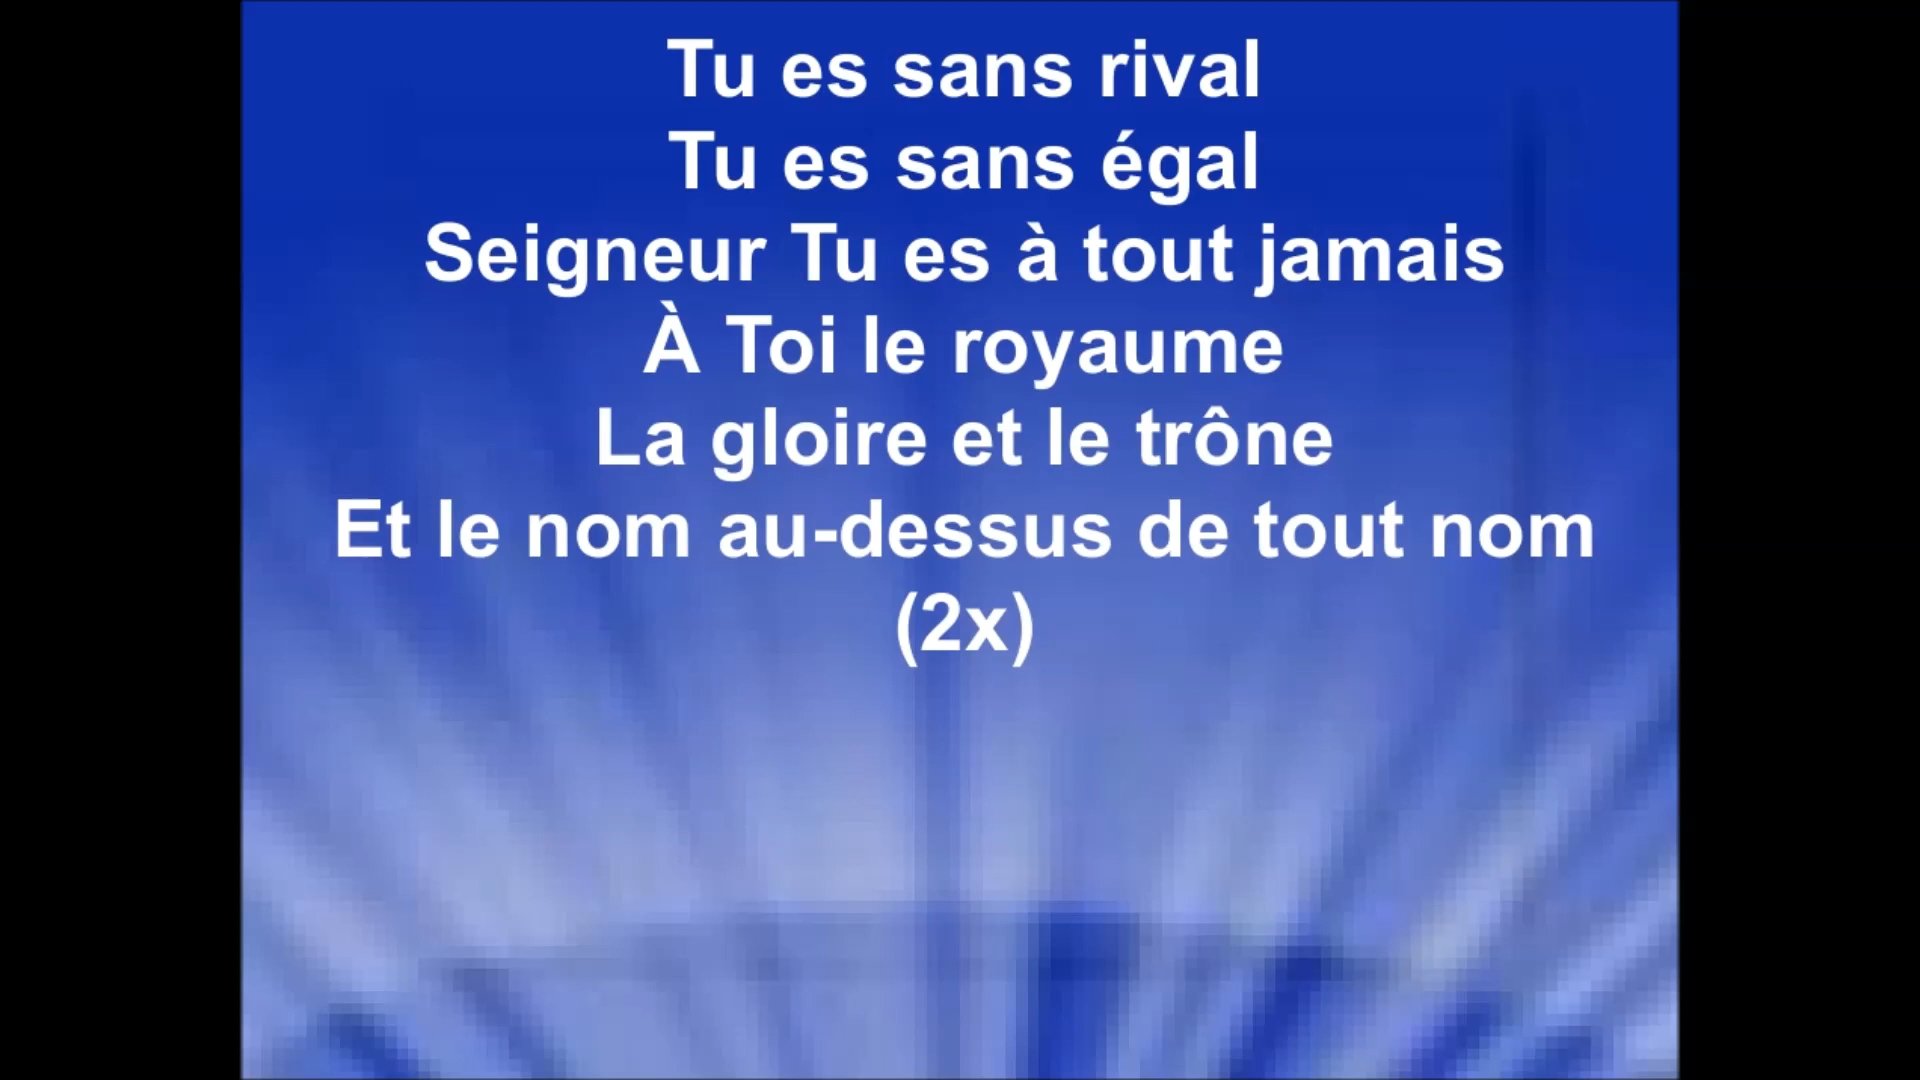 Tu es sans rival
Tu es sans égal
Seigneur Tu es à tout jamais
À Toi le royaume
La gloire et le trône
Et le nom au-dessus de tout nom
(2x)